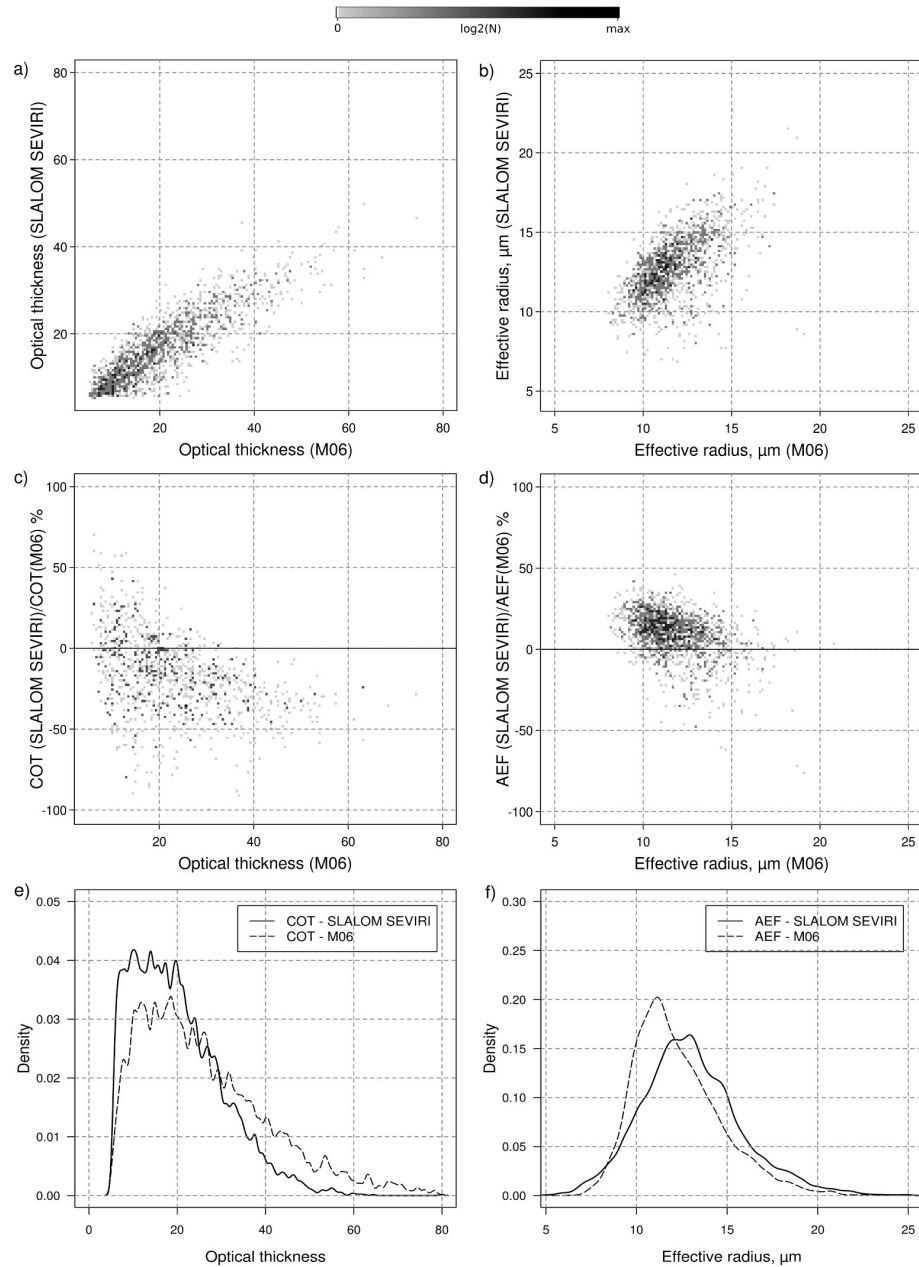 0 log2(N) max
a)
80
60
40
20
Optical thickness (SLALOM SEVIRI)
20 40 60 80
Optical thickness (M06)
b)
25
20
15
10
5
Effective radius, µm (SLALOM SEVIRI)
5 10 15 20 25
Effective radius, µm (M06)
c)
100
50
0
-50
-100
COT (SLALOM SEVIRI)/COT(M06) %
20 40 60 80
Optical thickness (M06)
d)
100
50
0
-50
-100
AEF (SLALOM SEVIRI)/AEF(M06) %
5 10 15 20 25
Effective radius, µm (M06)
e)
0.05
0.04
0.03
0.02
0.01
0.00
Density
COT - SLALOM SEVIRI
COT - M06
0 20 40 60 80
Optical thickness
f)
0.30
0.25
0.20
0.15
0.10
0.05
0.00
Density
AEF - SLALOM SEVIRI
AEF - M06
5 10 15 20 25
Effective radius, µm